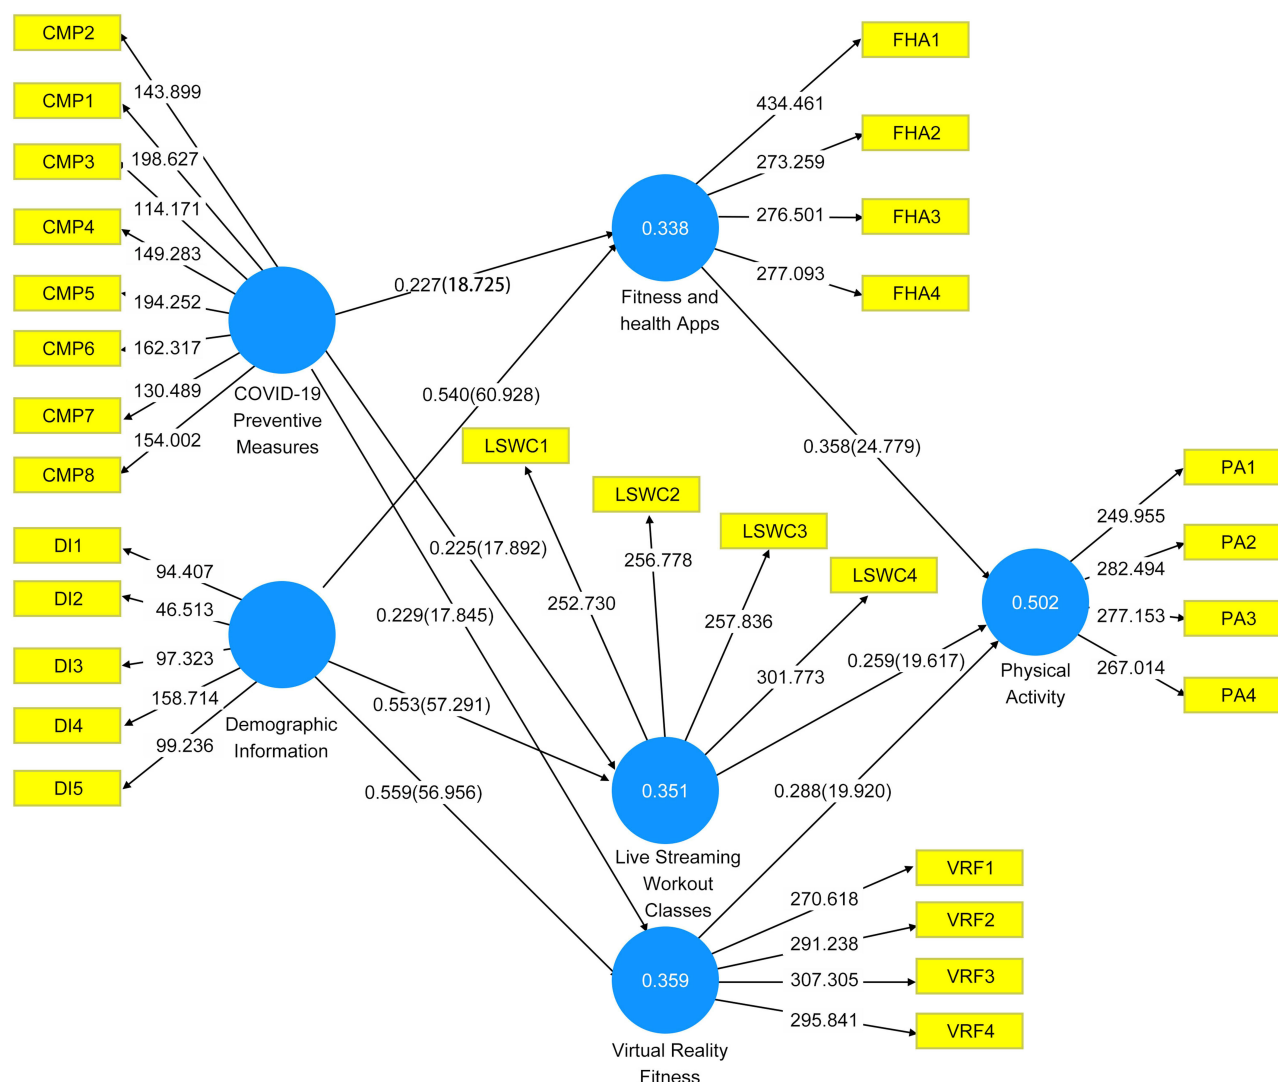 CMP2
CMP1
CMP3
CMP4
CMP5
CMP6
CMP7
CMP8
143.899
198.627
114.171
149.283
194.252
162.317
130.489
154.002
COVID-19
Preventive
Measures
DI1
DI2
DI3
DI4
DI5
94.407
46.513
97.323
158.714
99.236
Demographic
Information
0.227(18.725)
0.540(60.928)
0.225(17.892)
0.229(17.845)
0.553(57.291)
0.559(56.956)
0.338
Fitness and
health Apps
434.461
273.259
276.501
277.093
FHA1
FHA2
FHA3
FHA4
LSWC1
LSWC2
LSWC3
LSWC4
252.730
256.778
257.836
301.773
0.351
Live Streaming
Workout
Classes
0.359
Virtual Reality
Fitness
270.618
291.238
307.305
295.841
VRF1
VRF2
VRF3
VRF4
0.358(24.779)
0.259(19.617)
0.288(19.920)
0.502
Physical
Activity
249.955
282.494
277.153
267.014
PA1
PA2
PA3
PA4